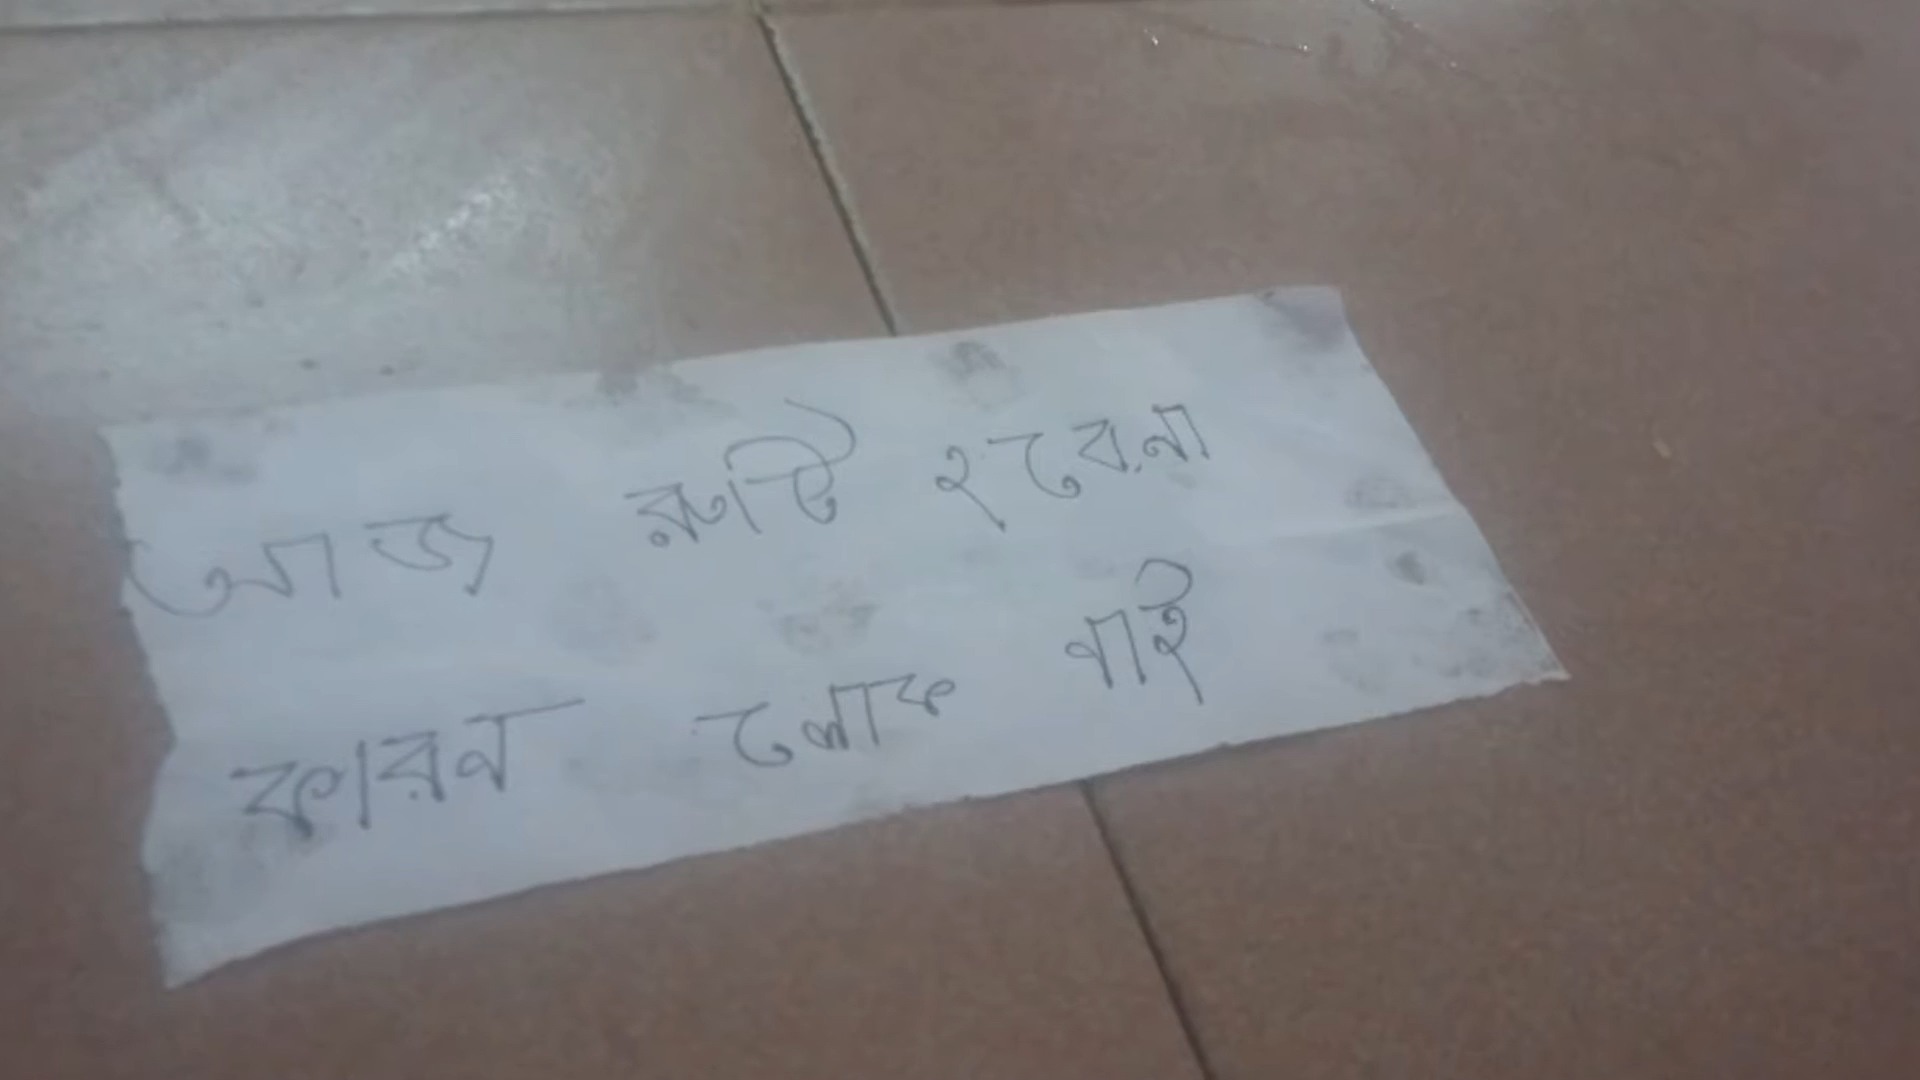 আজ রুটি হবে না
কারন লোক নাই